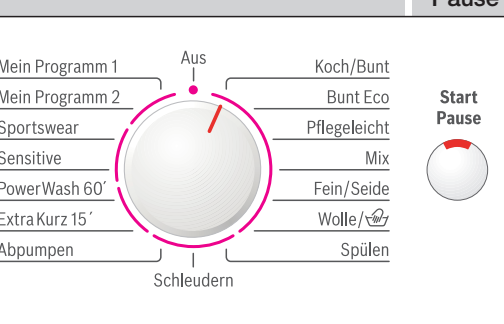 Pause
Aus
Mein Programm 1
Koch/Bunt
Mein Programm 2
Bunt Eco
Sportswear
Pflegeleicht
Sensitive
Mix
PowerWash 60´
Fein/Seide
Extra Kurz 15´
Wolle/
Abpumpen
Spülen
Schleudern
Start
Pause